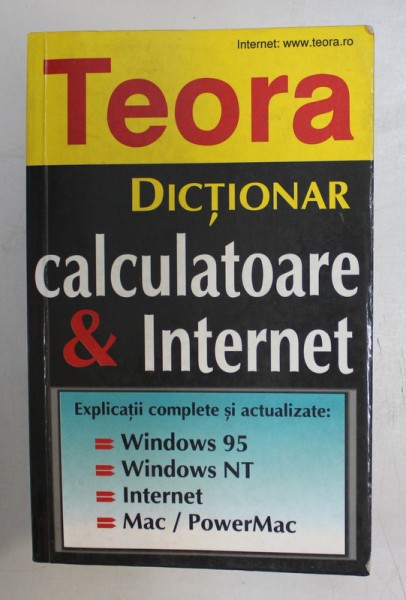 Internet: www.teora.ro
Teora
DICȚIONAR
calculatoare
& Internet
Explicații complete și actualizate:
Windows 95
Windows NT
Internet
Mac / PowerMac